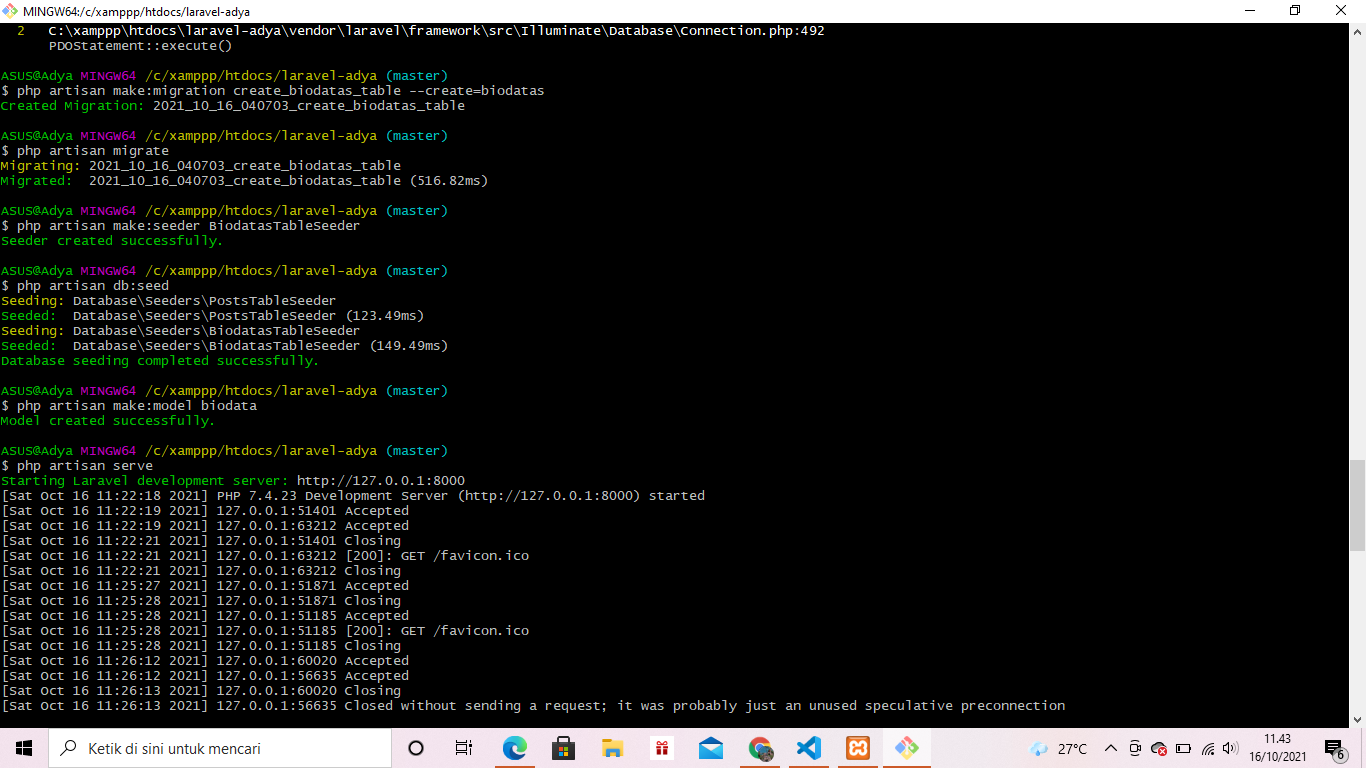 MINGW64:/c/xamppp/htdocs/laravel-adya
2 C:\xamppp\htdocs\laravel-adya\vendor\laravel\framework\src\Illuminate\Database\Connection.php:492
PDOStatement::execute()
ASUS@Adya MINGW64 /c/xamppp/htdocs/laravel-adya (master)
$ php artisan make:migration create_biodatas_table --create=biodatas
Created Migration: 2021_10_16_040703_create_biodatas_table
ASUS@Adya MINGW64 /c/xamppp/htdocs/laravel-adya (master)
$ php artisan migrate
Migrating: 2021_10_16_040703_create_biodatas_table
Migrated:  2021_10_16_040703_create_biodatas_table (516.82ms)
ASUS@Adya MINGW64 /c/xamppp/htdocs/laravel-adya (master)
$ php artisan make:seeder BiodatasTableSeeder
Seeder created successfully.
ASUS@Adya MINGW64 /c/xamppp/htdocs/laravel-adya (master)
$ php artisan db:seed
Seeding: Database\Seeders\PostsTableSeeder
Seeded:  Database\Seeders\PostsTableSeeder (123.49ms)
Seeding: Database\Seeders\BiodatasTableSeeder
Seeded:  Database\Seeders\BiodatasTableSeeder (149.49ms)
Database seeding completed successfully.
ASUS@Adya MINGW64 /c/xamppp/htdocs/laravel-adya (master)
$ php artisan make:model biodata
Model created successfully.
ASUS@Adya MINGW64 /c/xamppp/htdocs/laravel-adya (master)
$ php artisan serve
Starting Laravel development server: http://127.0.0.1:8000
[Sat Oct 16 11:22:18 2021] PHP 7.4.23 Development Server (http://127.0.0.1:8000) started
[Sat Oct 16 11:22:19 2021] 127.0.0.1:51401 Accepted
[Sat Oct 16 11:22:19 2021] 127.0.0.1:63212 Accepted
[Sat Oct 16 11:22:21 2021] 127.0.0.1:51401 Closing
[Sat Oct 16 11:22:21 2021] 127.0.0.1:63212 [200]: GET /favicon.ico
[Sat Oct 16 11:22:21 2021] 127.0.0.1:63212 Closing
[Sat Oct 16 11:25:27 2021] 127.0.0.1:51871 Accepted
[Sat Oct 16 11:25:28 2021] 127.0.0.1:51871 Closing
[Sat Oct 16 11:25:28 2021] 127.0.0.1:51185 Accepted
[Sat Oct 16 11:25:28 2021] 127.0.0.1:51185 [200]: GET /favicon.ico
[Sat Oct 16 11:25:28 2021] 127.0.0.1:51185 Closing
[Sat Oct 16 11:26:12 2021] 127.0.0.1:60020 Accepted
[Sat Oct 16 11:26:12 2021] 127.0.0.1:56635 Accepted
[Sat Oct 16 11:26:13 2021] 127.0.0.1:60020 Closing
[Sat Oct 16 11:26:13 2021] 127.0.0.1:56635 Closed without sending a request; it was probably just an unused speculative preconnection
Ketik di sini untuk mencari
27°C
11.43
16/10/2021
6